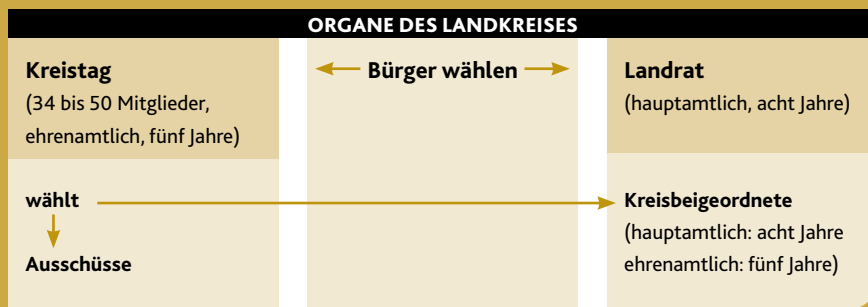 ORGANE DES LANDKREISES
Kreistag
(34 bis 50 Mitglieder,
ehrenamtlich, fünf Jahre)
wählt
Ausschüsse
Bürger wählen
Landrat
(hauptamtlich, acht Jahre)
Kreisbeigeordnete
(hauptamtlich: acht Jahre
ehrenamtlich: fünf Jahre)